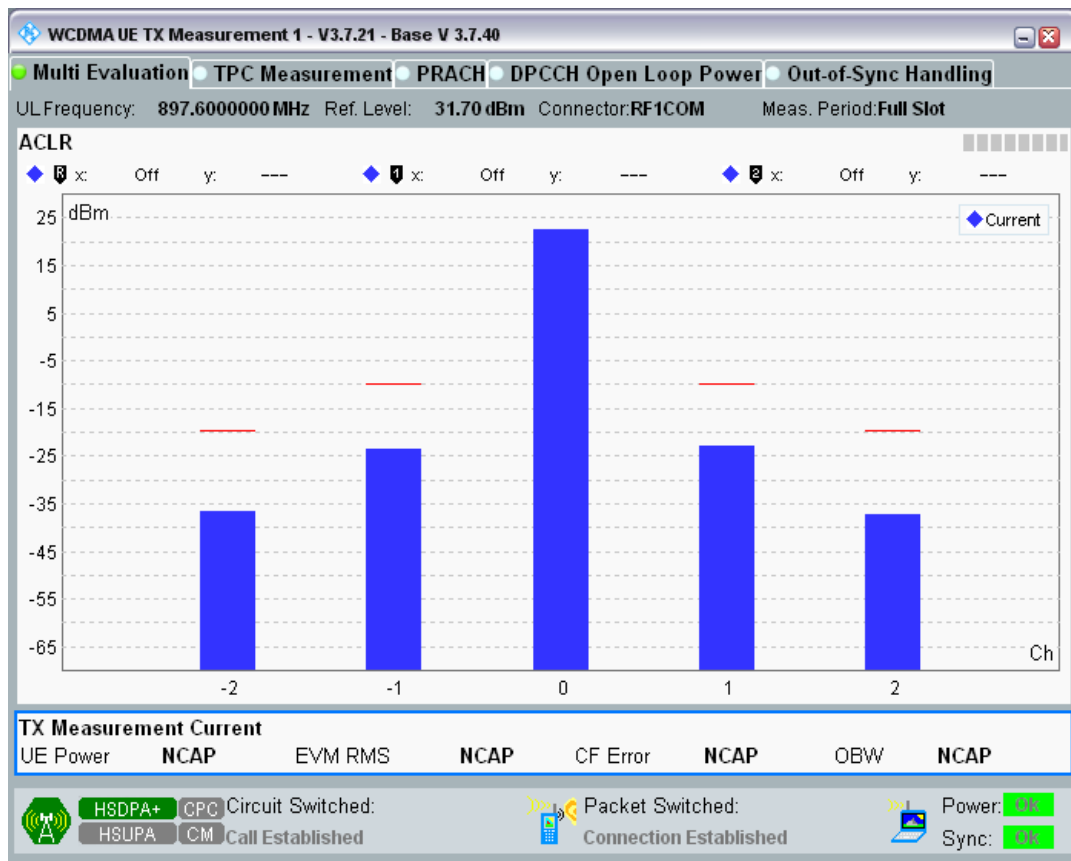 WCDMA UE TX Measurement 1 - V3.7.21 - Base V 3.7.40
Multi Evaluation TPC Measurement PRACH DPCCH Open Loop Power Out-of-Sync Handling
UL Frequency: 897.6000000 MHz Ref. Level: 31.70 dBm Connector:RF1COM Meas. Period:Full Slot
ACLR
R x: Off y: --- 1 x: Off y: --- 2 x: Off y: ---
dBm
Current
25
15
5
-5
-15
-25
-35
-45
-55
-65
Ch
-2 -1 0 1 2
TX Measurement Current
UE Power NCAP EVM RMS NCAP CF Error NCAP OBW NCAP
HSDPA+ CPC Circuit Switched: Packet Switched: Power: OK
HSUPA CM Call Established Connection Established Sync: OK